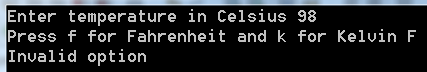 Enter temperature in Celsius 98
Press f for Fahrenheit and k for Kelvin F
Invalid option